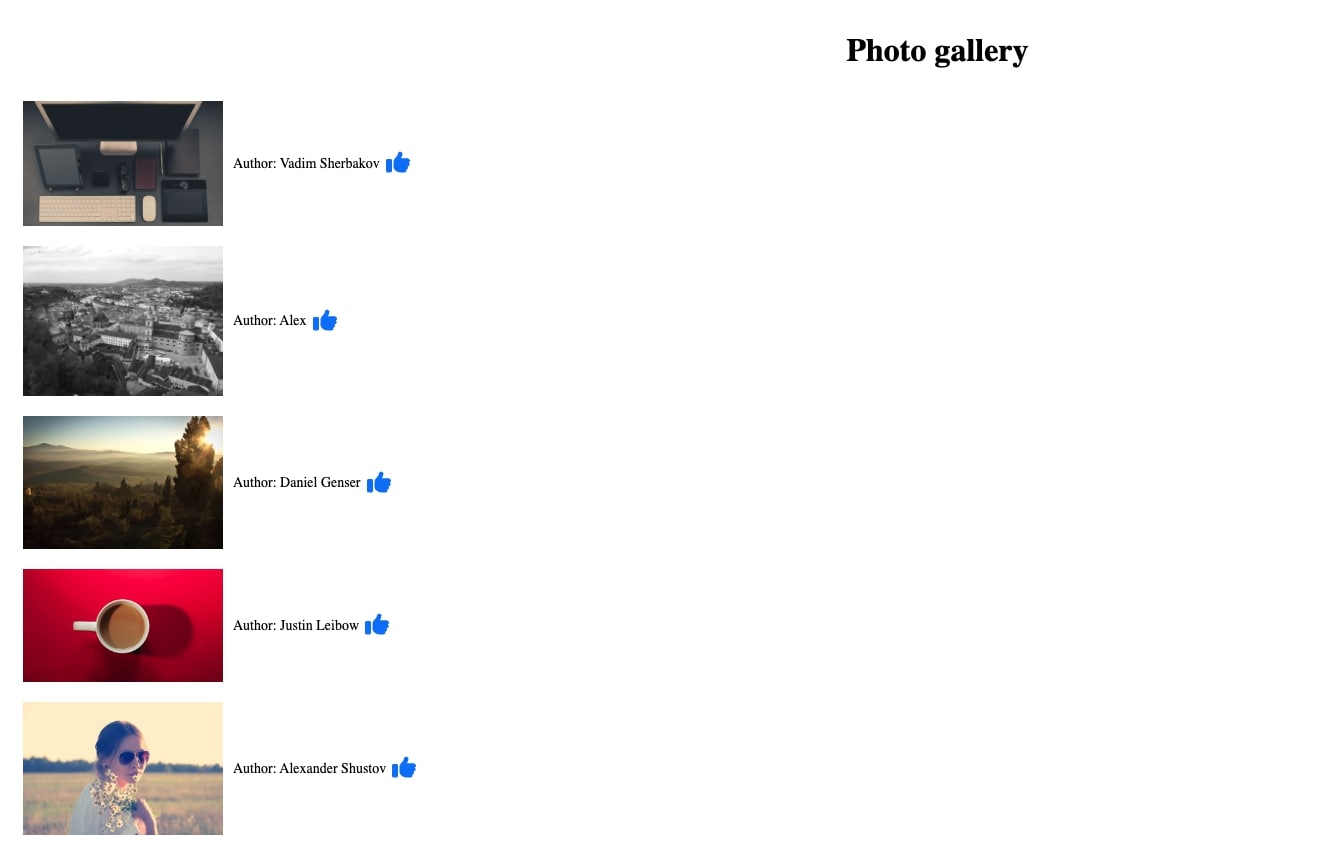 Photo gallery
Author: Vadim Sherbakov
Author: Alex
Author: Daniel Genser
Author: Justin Leibow
Author: Alexander Shustov